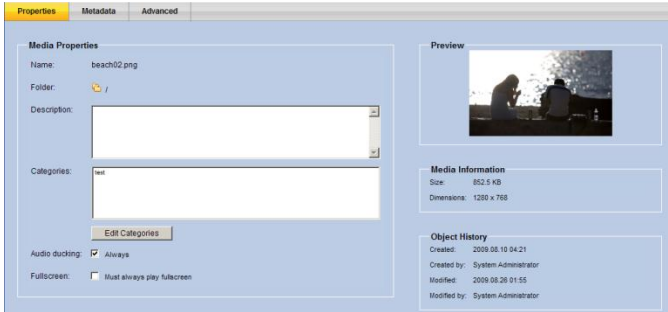 Properties Metadata Advanced
Media Properties
Name: beach02.png
Folder: /
Description:
Categories: test
Edit Categories
Audio ducking: Always
Fullscreen: Must always play fullscreen
Preview
Media Information
Size: 852.5 KB
Dimensions: 1280 x 768
Object History
Created: 2009.08.10 04:21
Created by: System Administrator
Modified: 2009.08.26 01:55
Modified by: System Administrator